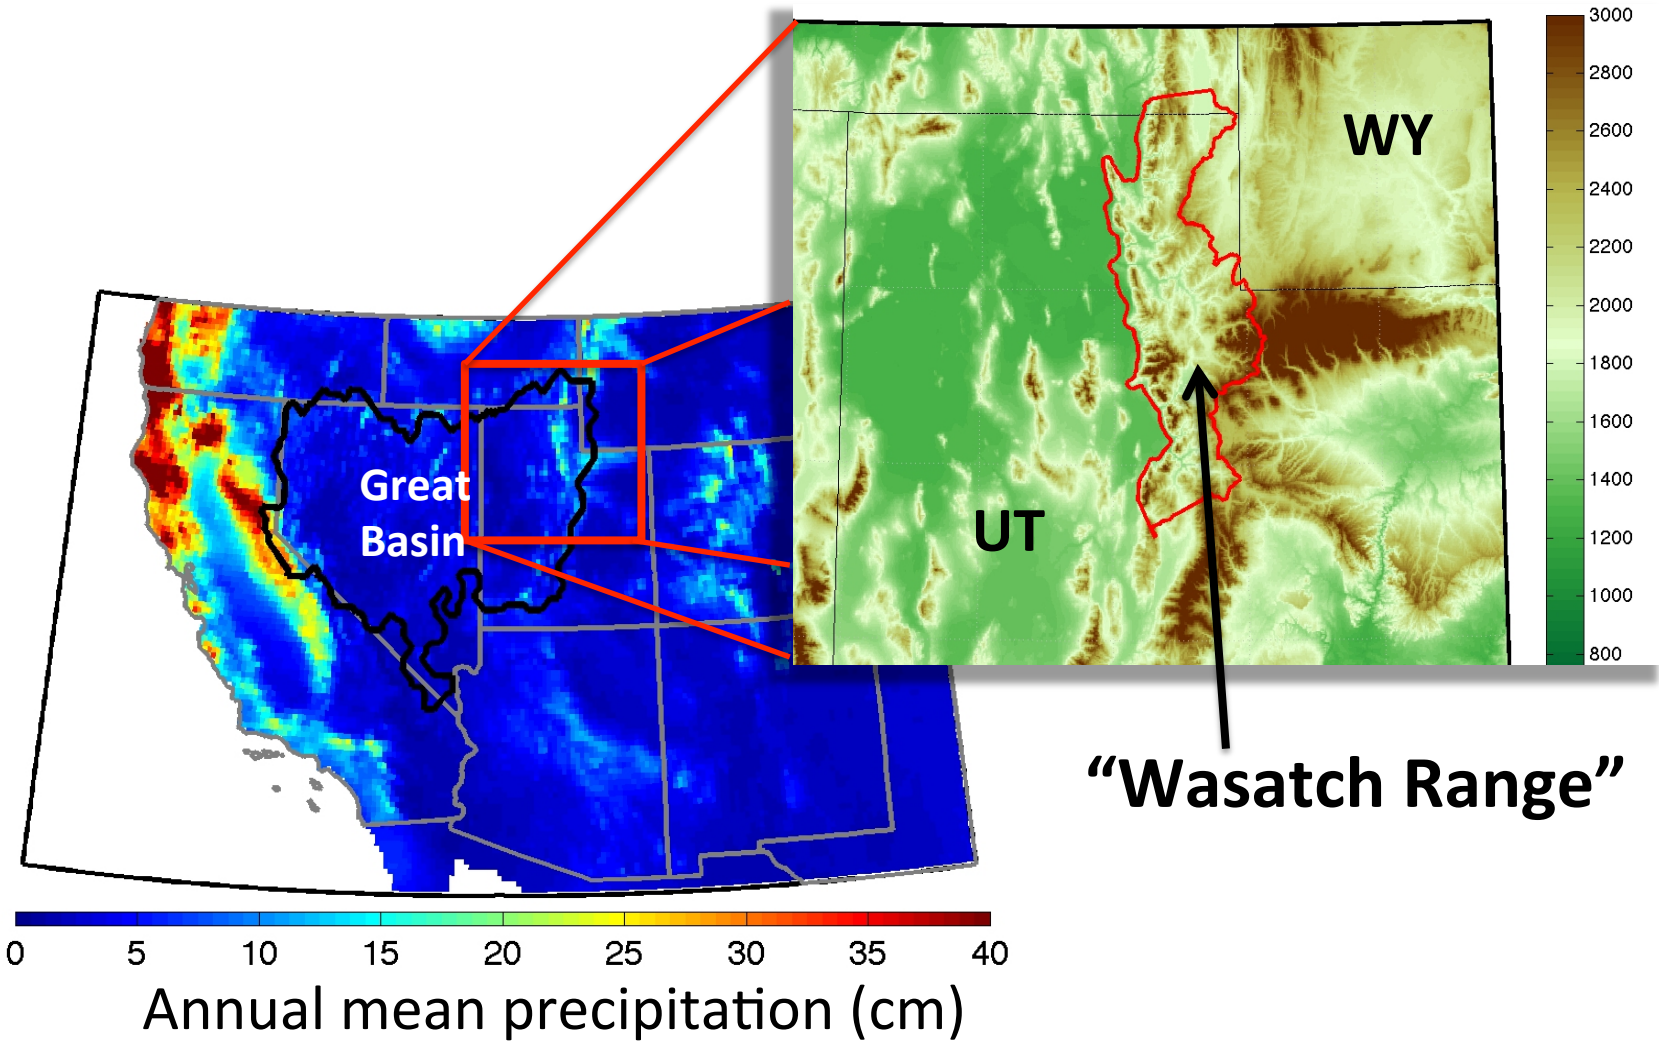 3000
2800
2600
2400
2200
2000
1800
1600
1400
1200
1000
800
WY
UT
Great
Basin
“Wasatch Range”
0 5 10 15 20 25 30 35 40
Annual mean precipitation (cm)